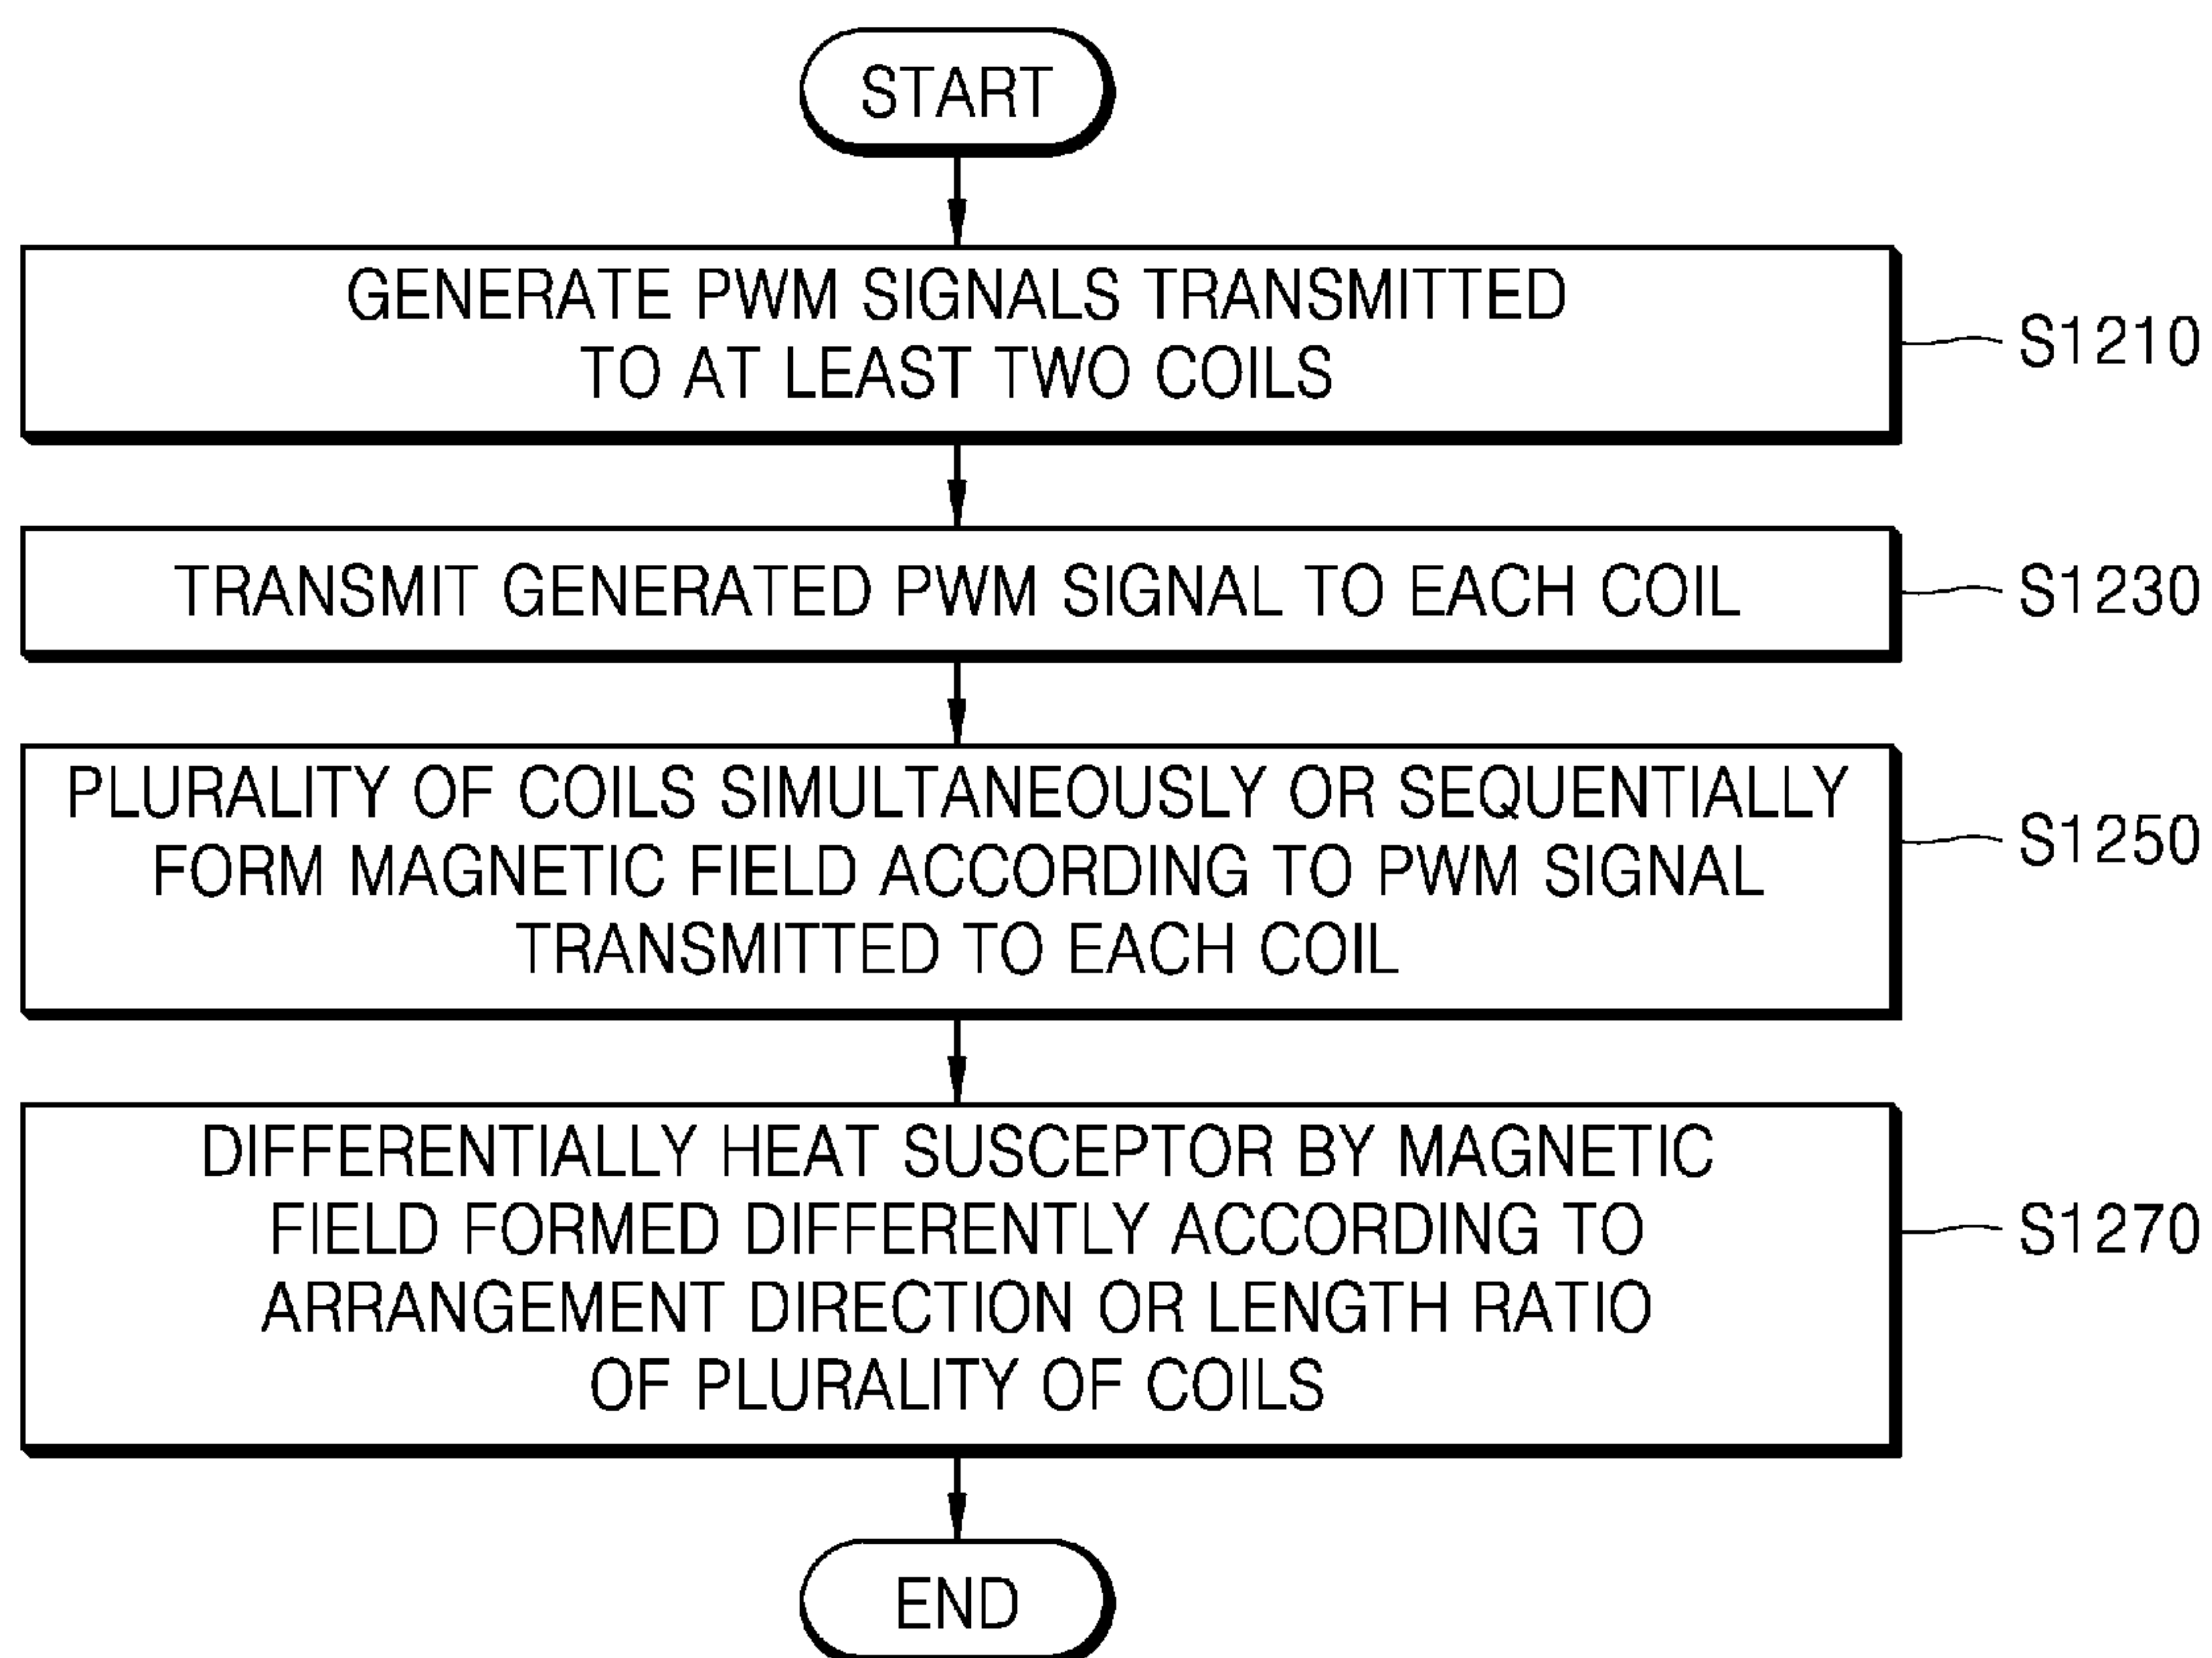 START
GENERATE PWM SIGNALS TRANSMITTED
TO AT LEAST TWO COILS
S1210
TRANSMIT GENERATED PWM SIGNAL TO EACH COIL
S1230
PLURALITY OF COILS SIMULTANEOUSLY OR SEQUENTIALLY
FORM MAGNETIC FIELD ACCORDING TO PWM SIGNAL
TRANSMITTED TO EACH COIL
S1250
DIFFERENTIALLY HEAT SUSCEPTOR BY MAGNETIC
FIELD FORMED DIFFERENTLY ACCORDING TO
ARRANGEMENT DIRECTION OR LENGTH RATIO
OF PLURALITY OF COILS
S1270
END